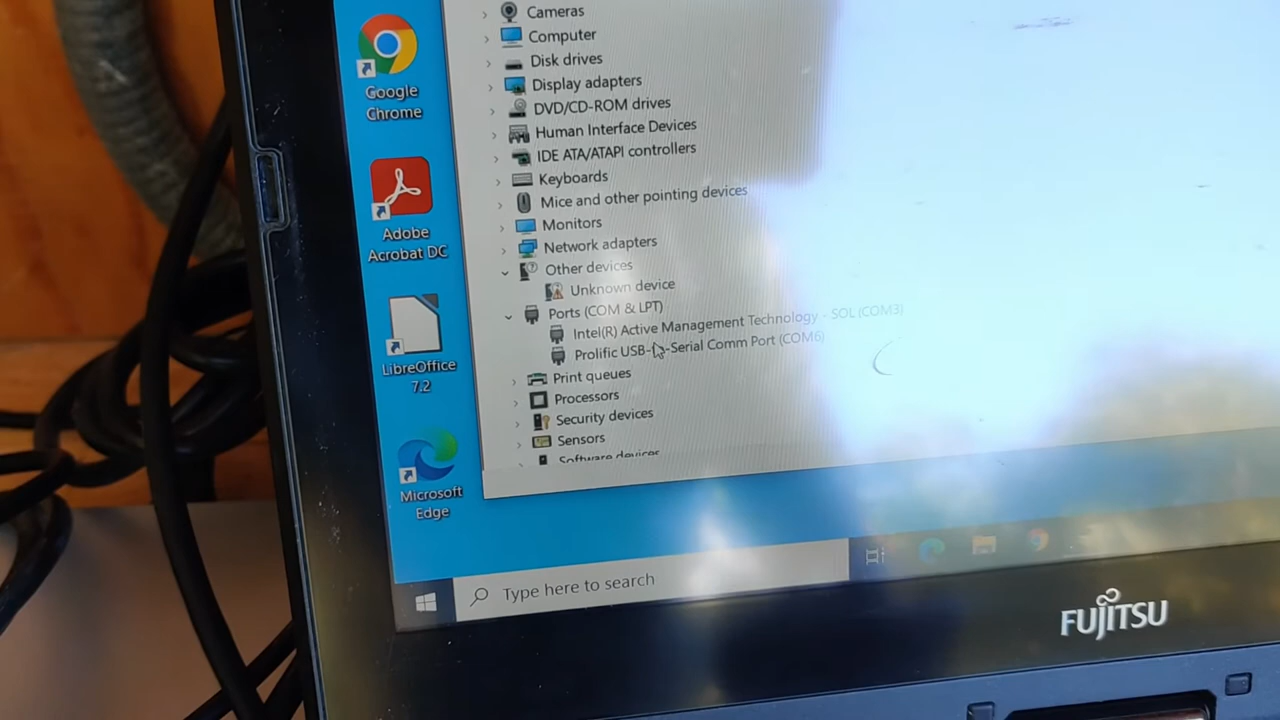 Google
Chrome
Adobe
Acrobat DC
LibreOffice
7.2
Microsoft
Edge
Cameras
Computer
Disk drives
Display adapters
DVD/CD-ROM drives
Human Interface Devices
IDE ATA/ATAPI controllers
Keyboards
Mice and other pointing devices
Monitors
Network adapters
Other devices
Unknown device
Ports (COM & LPT)
Intel(R) Active Management Technology - SOL (COM3)
Prolific USB-to-Serial Comm Port (COM6)
Print queues
Processors
Security devices
Sensors
Software devices
Type here to search
FUJITSU